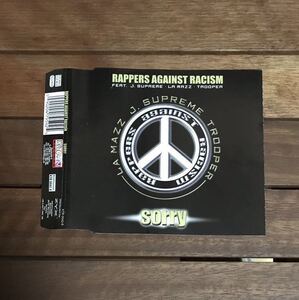 RAPPERS AGAINST RACISM
FEAT. J. SUPREME · LA MAZZ · TROOPER
LA MAZZ J. SUPREME TROOPER
Rappers against Racism
sorry